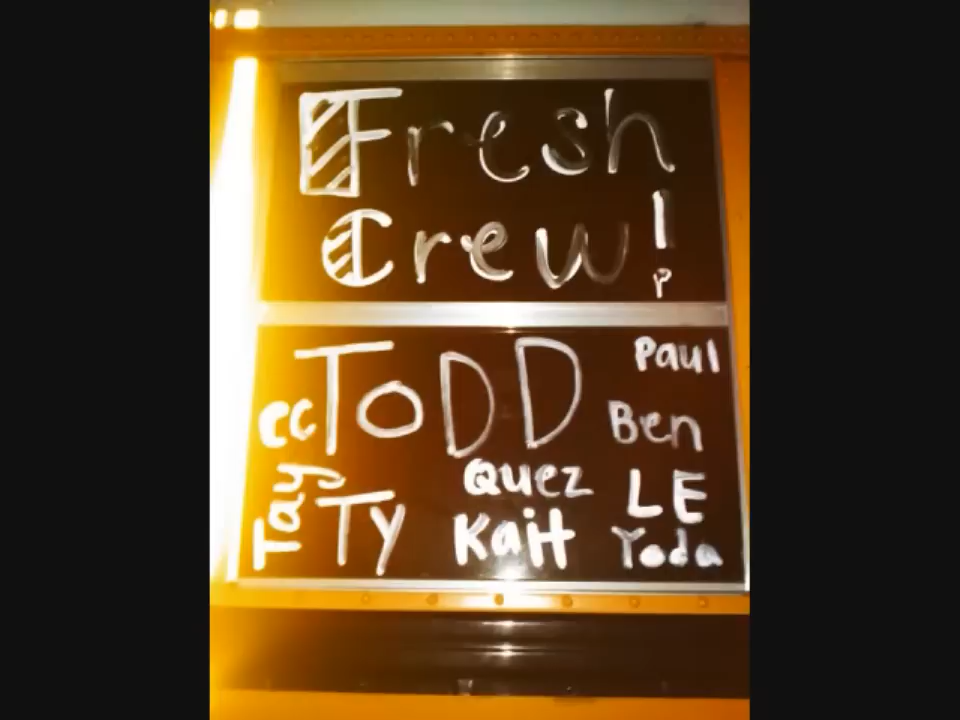 Fresh
Crew!
TODD
Paul
cc
Ben
Tay
Ty
Quez
Kait
LE
Yoda